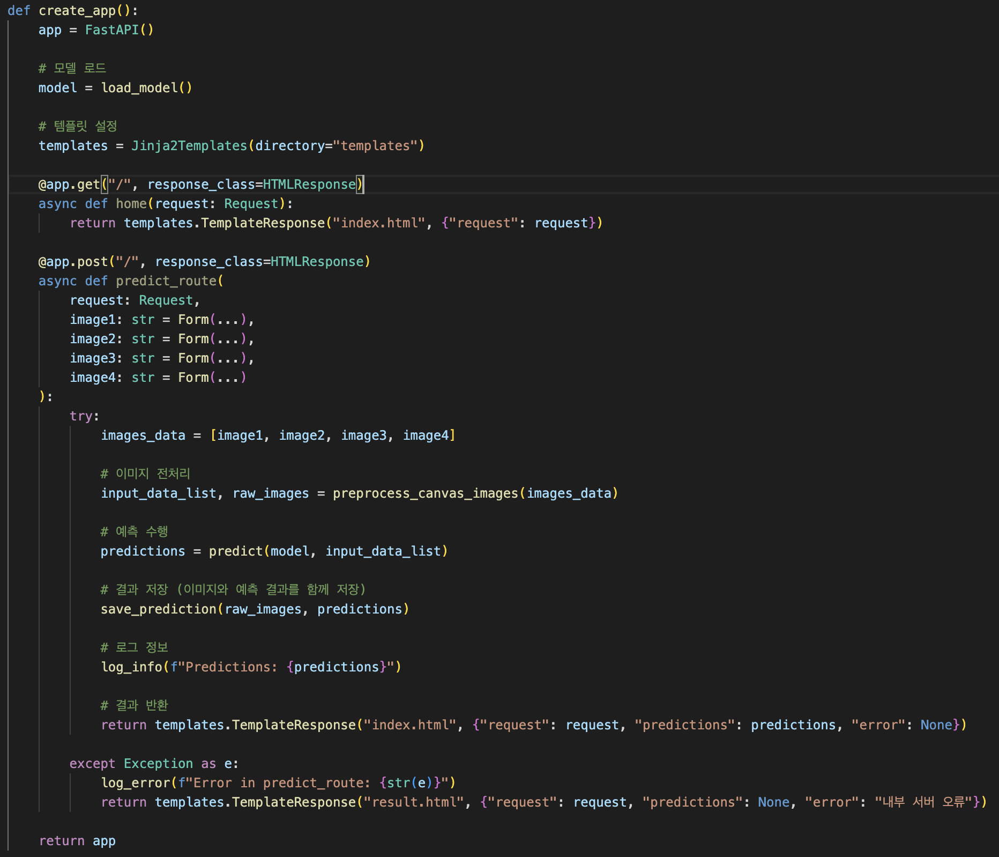 def create_app():
    app = FastAPI()

    # 모델 로드
    model = load_model()

    # 템플릿 설정
    templates = Jinja2Templates(directory="templates")

    @app.get("/", response_class=HTMLResponse)
    async def home(request: Request):
        return templates.TemplateResponse("index.html", {"request": request})

    @app.post("/", response_class=HTMLResponse)
    async def predict_route(
        request: Request,
        image1: str = Form(...),
        image2: str = Form(...),
        image3: str = Form(...),
        image4: str = Form(...)
    ):
        try:
            images_data = [image1, image2, image3, image4]

            # 이미지 전처리
            input_data_list, raw_images = preprocess_canvas_images(images_data)

            # 예측 수행
            predictions = predict(model, input_data_list)

            # 결과 저장 (이미지와 예측 결과를 함께 저장)
            save_prediction(raw_images, predictions)

            # 로그 정보
            log_info(f"Predictions: {predictions}")

            # 결과 반환
            return templates.TemplateResponse("index.html", {"request": request, "predictions": predictions, "error": None})

        except Exception as e:
            log_error(f"Error in predict_route: {str(e)}")
            return templates.TemplateResponse("result.html", {"request": request, "predictions": None, "error": "내부 서버 오류"})

    return app